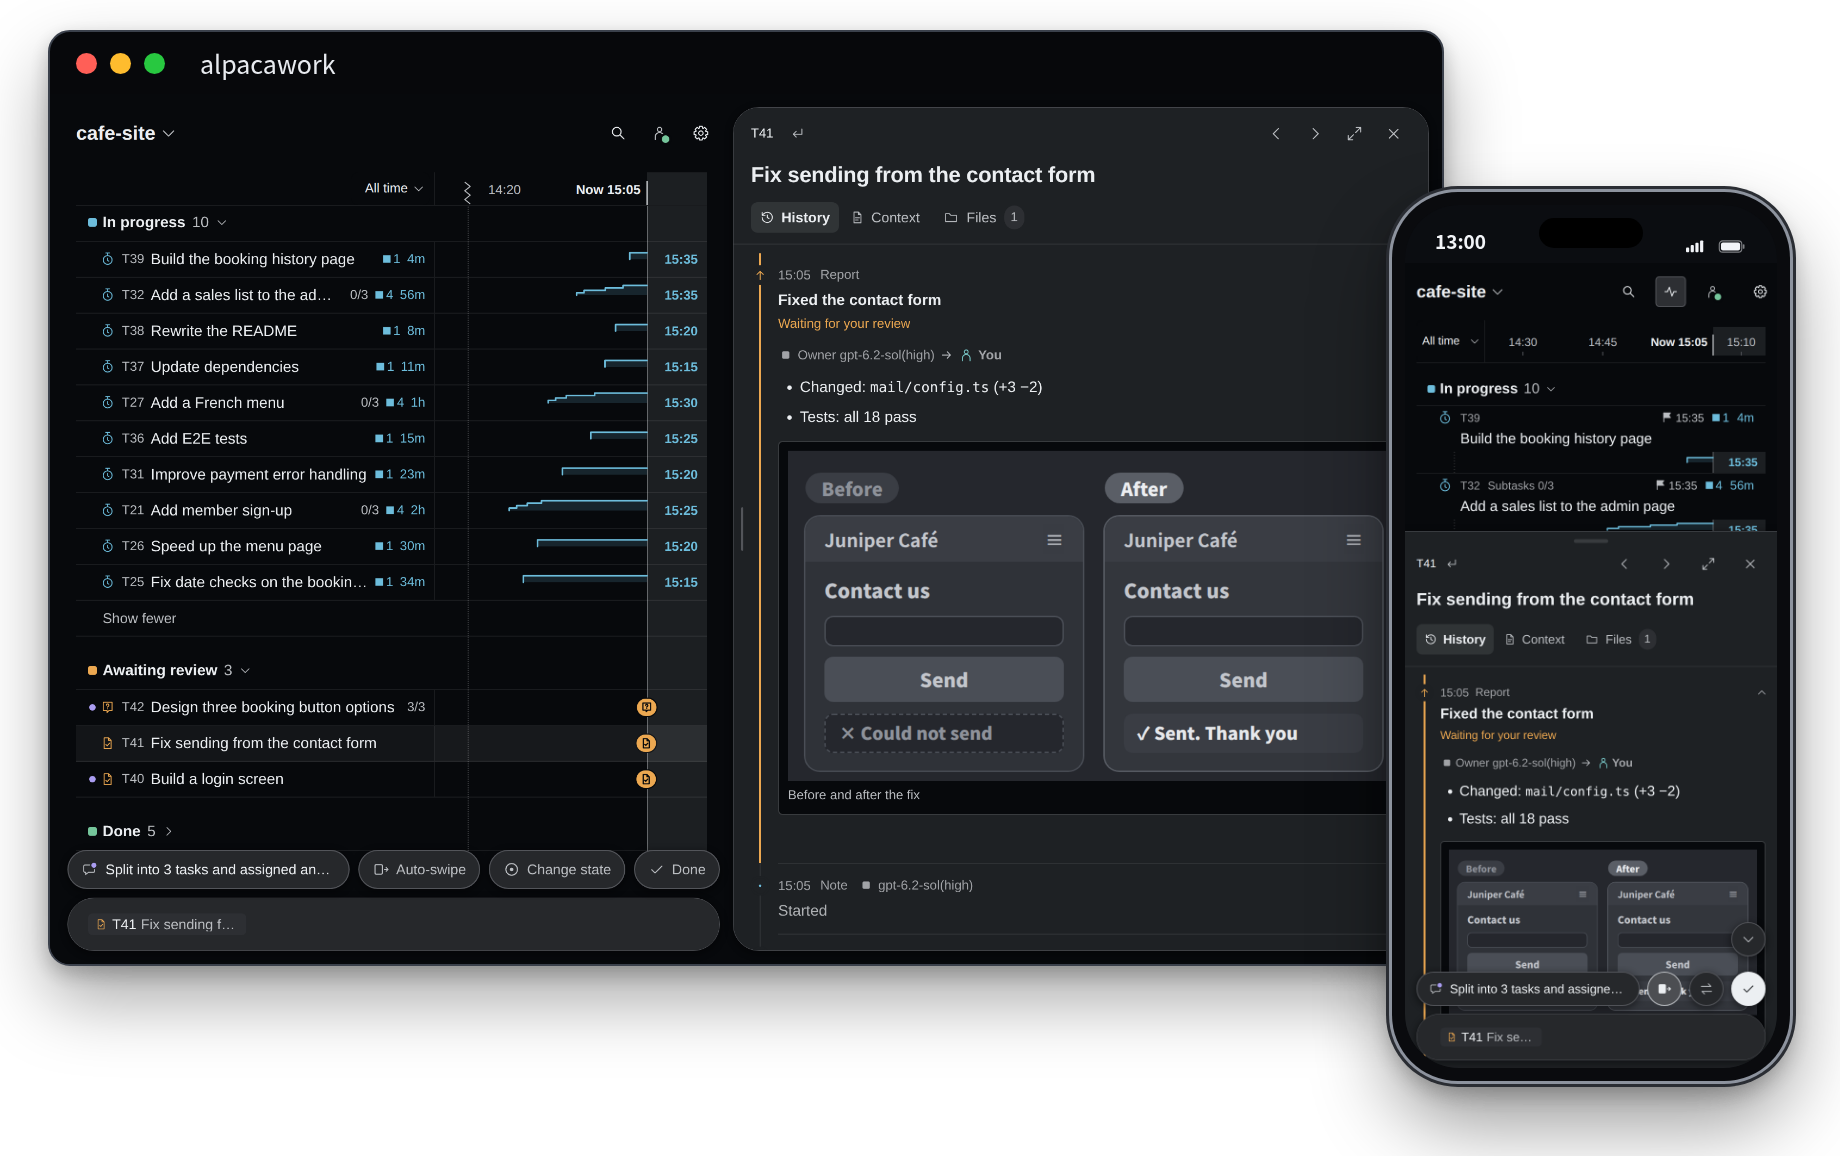 alpacawork
cafe-site
All time
14:20
Now 15:05
In progress 10
T39 Build the booking history page 1 4m 15:35
T32 Add a sales list to the ad… 0/3 4 56m 15:35
T38 Rewrite the README 1 8m 15:20
T37 Update dependencies 1 11m 15:15
T27 Add a French menu 0/3 4 1h 15:30
T36 Add E2E tests 1 15m 15:25
T31 Improve payment error handling 1 23m 15:20
T21 Add member sign-up 0/3 4 2h 15:25
T26 Speed up the menu page 1 30m 15:20
T25 Fix date checks on the bookin… 1 34m 15:15
Show fewer
Awaiting review 3
T42 Design three booking button options 3/3
T41 Fix sending from the contact form
T40 Build a login screen
Done 5
Split into 3 tasks and assigned an…
Auto-swipe
Change state
Done
T41 Fix sending f…
T41
Fix sending from the contact form
History
Context
Files 1
15:05 Report
Fixed the contact form
Waiting for your review
Owner gpt-6.2-sol(high) → You
• Changed: mail/config.ts (+3 −2)
• Tests: all 18 pass
Before
Juniper Café
Contact us
Send
✕ Could not send
After
Juniper Café
Contact us
Send
✓ Sent. Thank you
Before and after the fix
15:05 Note gpt-6.2-sol(high)
Started
13:00
cafe-site
All time
14:30
14:45
Now 15:05
15:10
In progress 10
T39 15:35 1 4m
Build the booking history page
15:35
T32 Subtasks 0/3 15:35 4 56m
Add a sales list to the admin page
15:35
T41
Fix sending from the contact form
History
Context
Files 1
15:05 Report
Fixed the contact form
Waiting for your review
Owner gpt-6.2-sol(high) → You
• Changed: mail/config.ts (+3 −2)
• Tests: all 18 pass
Before
Juniper Café
Contact us
Send
After
Juniper Café
Contact us
Send
Split into 3 tasks and assigne…
T41 Fix se…